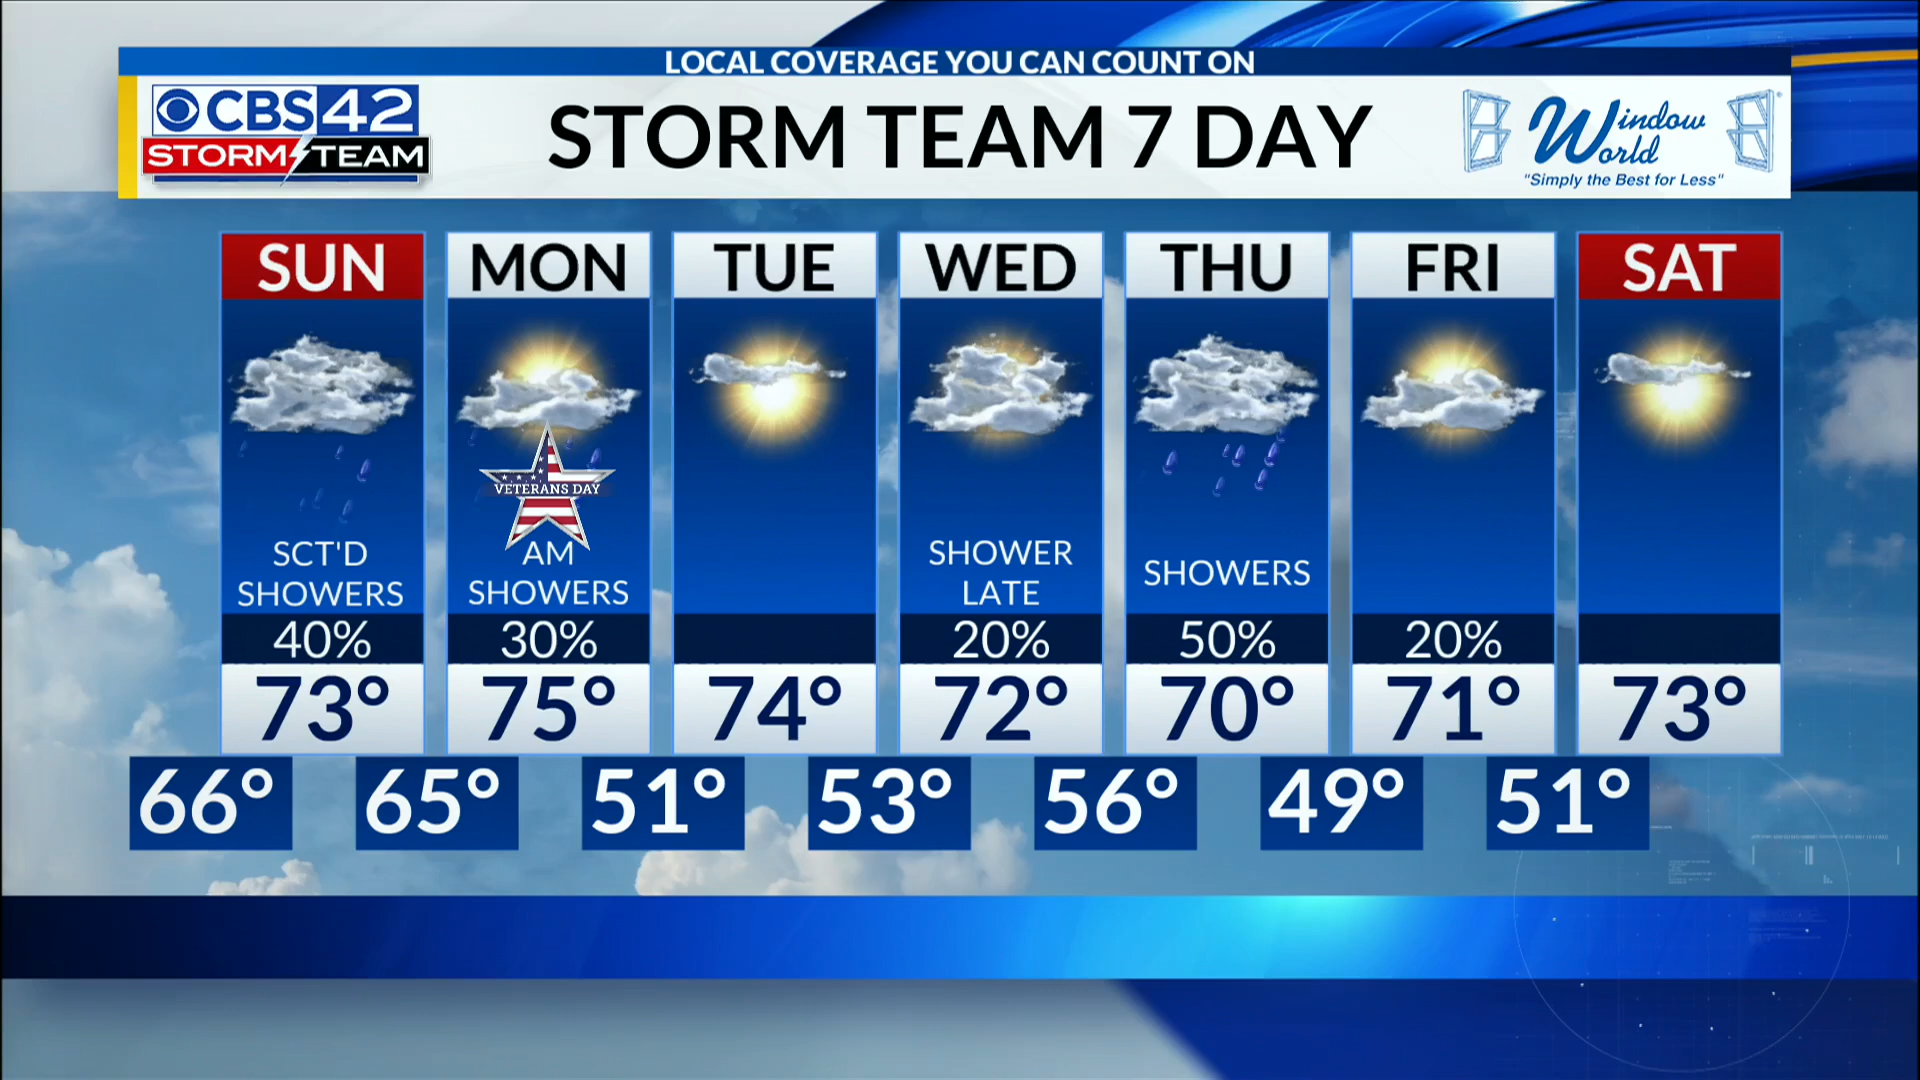 LOCAL COVERAGE YOU CAN COUNT ON
CBS 42
STORM TEAM
STORM TEAM 7 DAY
Window
World
®
"Simply the Best for Less"
SUN MON TUE WED THU FRI SAT
VETERANS DAY
SCT'D
SHOWERS
AM
SHOWERS
SHOWER
LATE
SHOWERS
40% 30% 20% 50% 20%
73° 75° 74° 72° 70° 71° 73°
66° 65° 51° 53° 56° 49° 51°